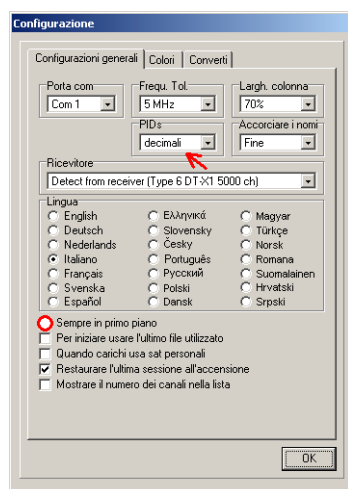 Configurazione
Configurazioni generali Colori Converti
Porta com Frequ. Tol. Largh. colonna
Com 1 5 MHz 70%
PIDs Accorciare i nomi
decimali Fine
Ricevitore
Detect from receiver (Type 6 DT-X1 5000 ch)
Lingua
English Ελληνικά Magyar
Deutsch Slovensky Türkçe
Nederlands Česky Norsk
Italiano Português Romana
Français Русский Suomalainen
Svenska Polski Hrvatski
Español Dansk Srpski
Sempre in primo piano
Per iniziare usare l'ultimo file utilizzato
Quando carichi usa sat personali
Restaurare l'ultima sessione all'accensione
Mostrare il numero dei canali nella lista
OK